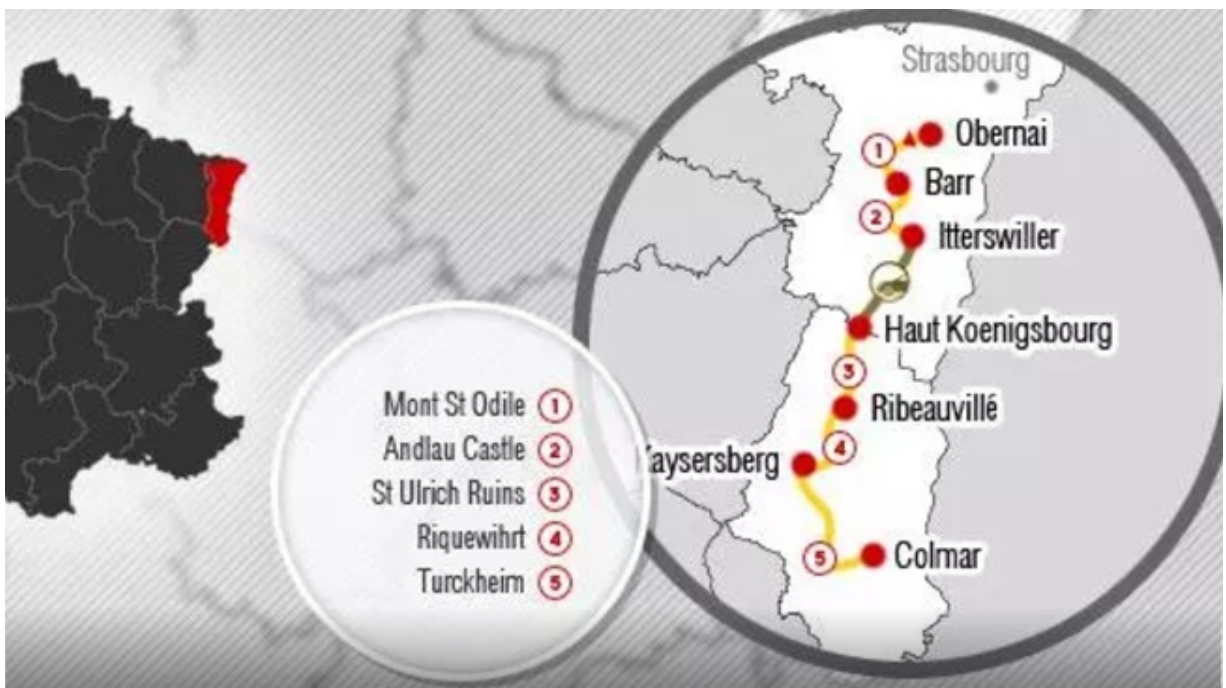 Strasbourg
Obernai
1
Barr
2
Itterswiller
Haut Koenigsbourg
3
Ribeauvillé
4
aysersberg
5
Colmar
Mont St Odile 1
Andlau Castle 2
St Ulrich Ruins 3
Riquewihrt 4
Turckheim 5